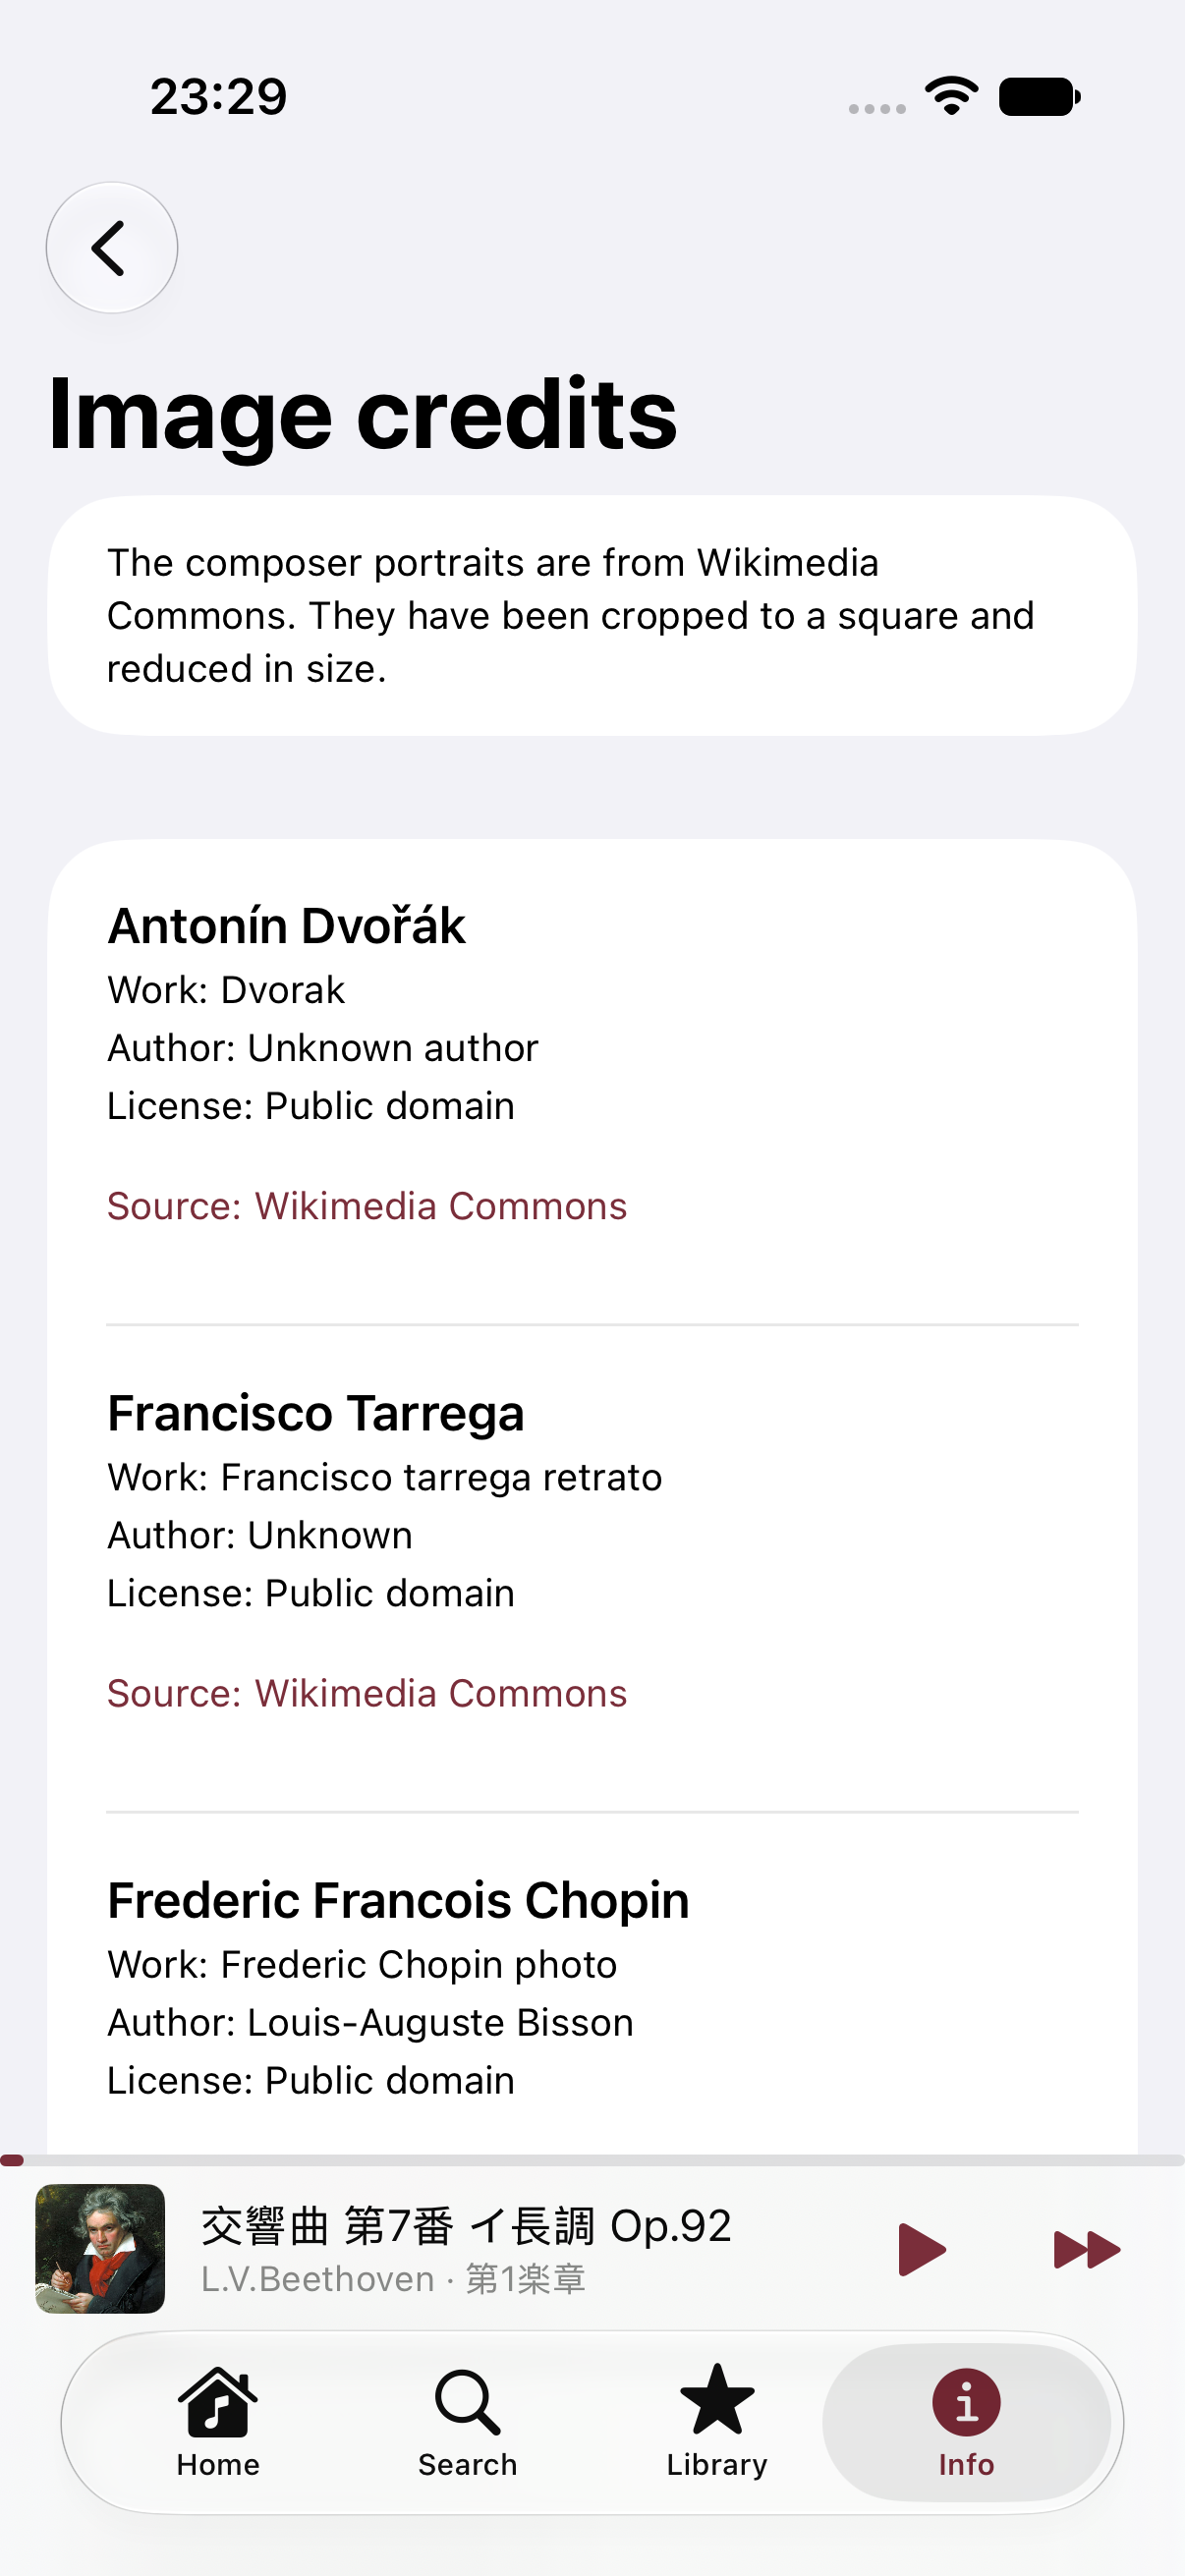 23:29
Image credits
The composer portraits are from Wikimedia
Commons. They have been cropped to a square and
reduced in size.
Antonín Dvořák
Work: Dvorak
Author: Unknown author
License: Public domain
Source: Wikimedia Commons
Francisco Tarrega
Work: Francisco tarrega retrato
Author: Unknown
License: Public domain
Source: Wikimedia Commons
Frederic Francois Chopin
Work: Frederic Chopin photo
Author: Louis-Auguste Bisson
License: Public domain
交響曲 第7番 イ長調 Op.92
L.V.Beethoven · 第1楽章
Home
Search
Library
Info